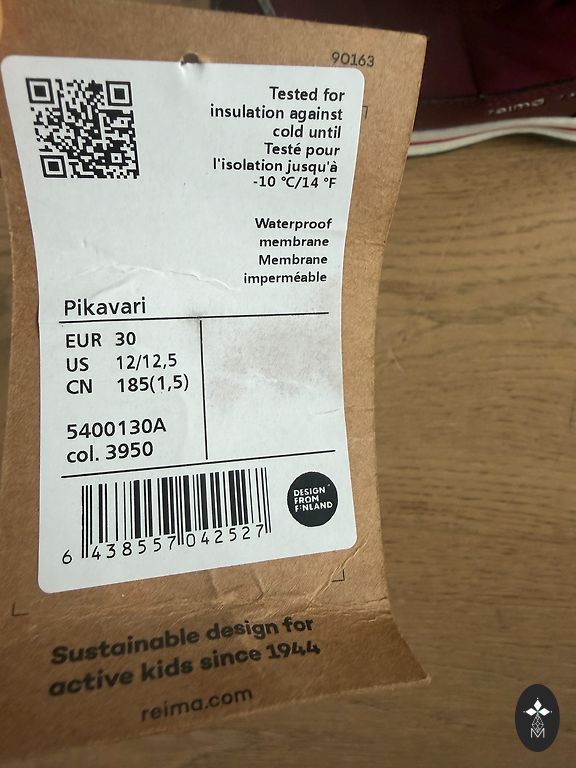 90163
Tested for
insulation against
cold until
Testé pour
l'isolation jusqu'à
-10 °C/14 °F
Waterproof
membrane
Membrane
imperméable
Pikavari
EUR 30
US 12/12,5
CN 185(1,5)
5400130A
col. 3950
DESIGN
FROM
FINLAND
6 438557 042527
Sustainable design for
active kids since 1944
reima.com
reima
M